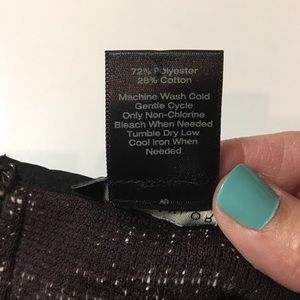 72% Polyester
28% Cotton
Machine Wash Cold
Gentle Cycle
Only Non-Chlorine
Bleach When Needed
Tumble Dry Low
Cool Iron When
Needed
AD